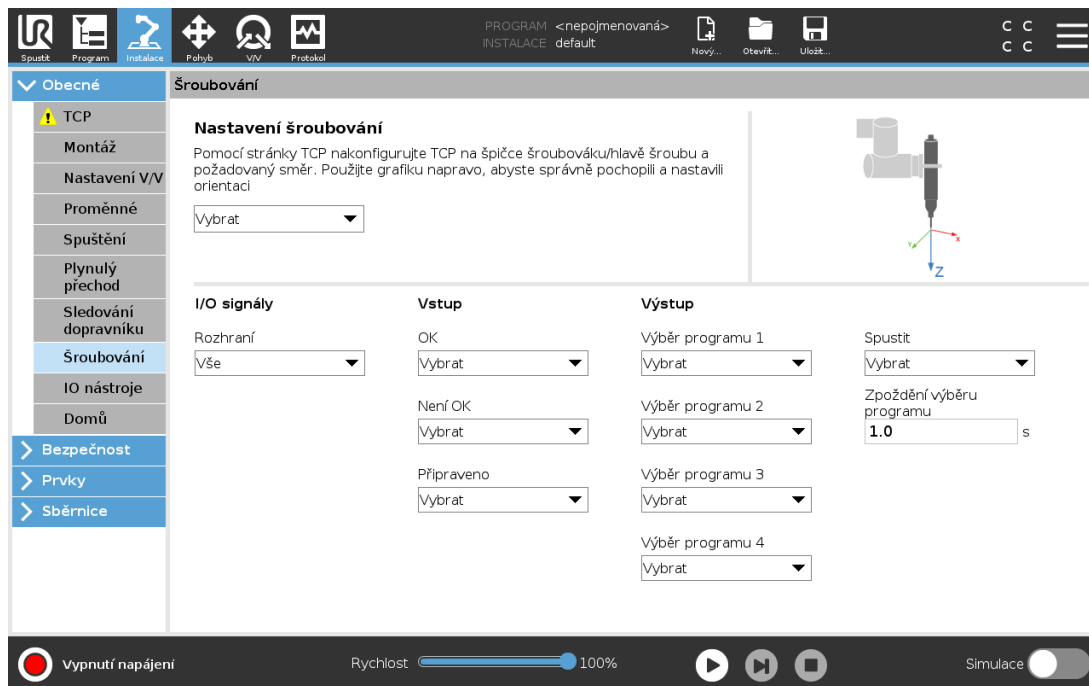 PROGRAM <nepojmenovaná>
INSTALACE default
Spustit
Program
Instalace
Pohyb
V/V
Protokol
Nový...
Otevřít...
Uložit...
C C
C C
Obecné
TCP
Montáž
Nastavení V/V
Proměnné
Spuštění
Plynulý
přechod
Sledování
dopravníku
Šroubování
IO nástroje
Domů
Bezpečnost
Prvky
Sběrnice
Šroubování
Nastavení šroubování
Pomocí stránky TCP nakonfigurujte TCP na špičce šroubováku/hlavě šroubu a
požadovaný směr. Použijte grafiku napravo, abyste správně pochopili a nastavili
orientaci
Vybrat
Y
X
Z
I/O signály
Rozhraní
Vše
Vstup
OK
Vybrat
Není OK
Vybrat
Připraveno
Vybrat
Výstup
Výběr programu 1
Vybrat
Výběr programu 2
Vybrat
Výběr programu 3
Vybrat
Výběr programu 4
Vybrat
Spustit
Vybrat
Zpoždění výběru
programu
1.0 s
Vypnutí napájení
Rychlost 100%
Simulace